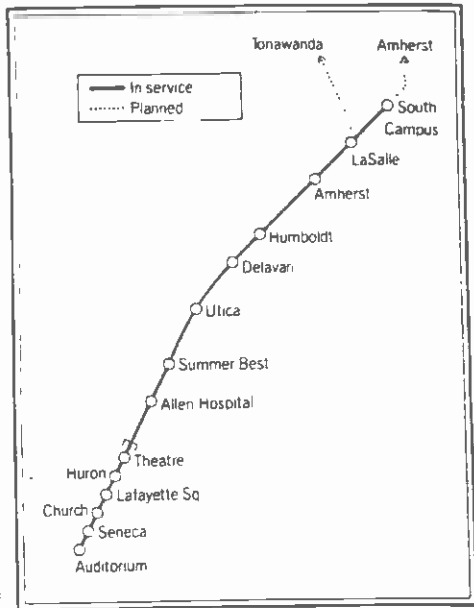 Tonawanda
Amherst
In service
Planned
South
Campus
LaSalle
Amherst
Humboldt
Delavan
Utica
Summer Best
Allen Hospital
Theatre
Huron
Lafayette Sq
Church
Seneca
Auditorium